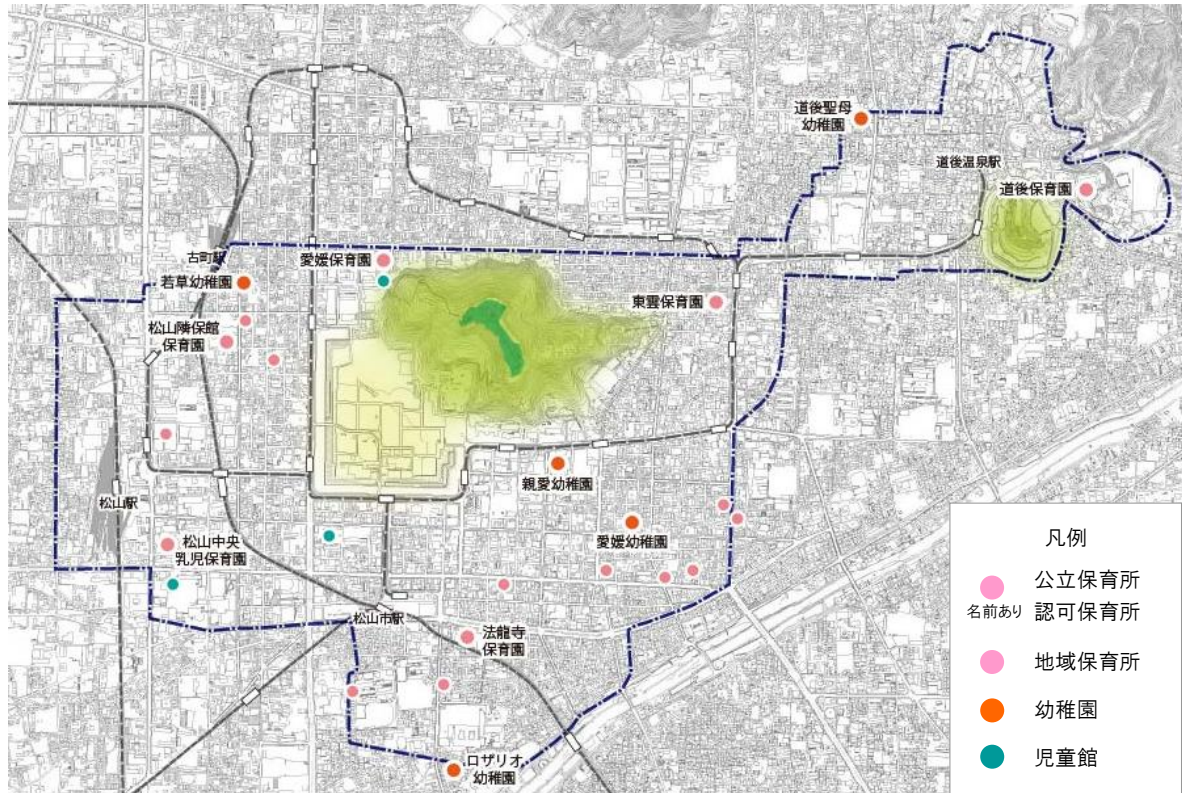 道後聖母
幼稚園
道後温泉駅
道後保育園
古町駅
愛媛保育園
若草幼稚園
東雲保育園
松山隣保館
保育園
親愛幼稚園
松山駅
愛媛幼稚園
松山中央
乳児保育園
松山市駅
法龍寺
保育園
ロザリオ
幼稚園
凡例
公立保育所
名前あり 認可保育所
地域保育所
幼稚園
児童館